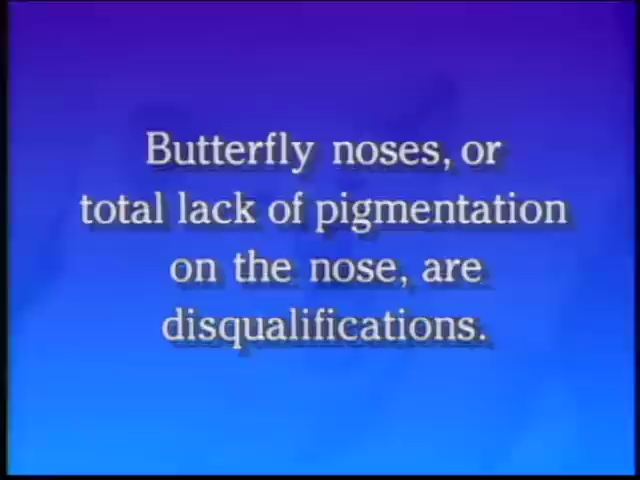 Butterfly noses, or
total lack of pigmentation
on the nose, are
disqualifications.